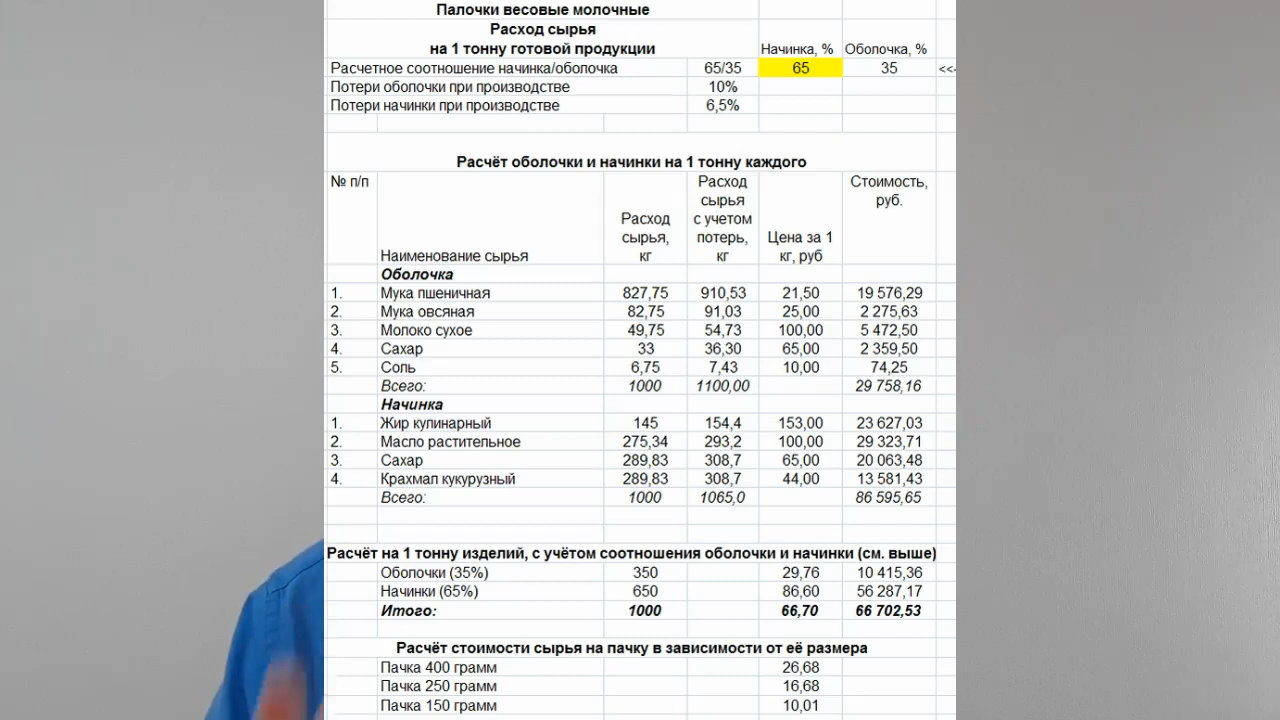 Палочки весовые молочные
Расход сырья
на 1 тонну готовой продукции Начинка, % Оболочка, %
Расчетное соотношение начинка/оболочка 65/35 65 35 <<-
Потери оболочки при производстве 10%
Потери начинки при производстве 6,5%
Расчёт оболочки и начинки на 1 тонну каждого
№ п/п Наименование сырья Расход сырья, кг Расход сырья с учетом потерь, кг Цена за 1 кг, руб Стоимость, руб.
Оболочка
1. Мука пшеничная 827,75 910,53 21,50 19 576,29
2. Мука овсяная 82,75 91,03 25,00 2 275,63
3. Молоко сухое 49,75 54,73 100,00 5 472,50
4. Сахар 33 36,30 65,00 2 359,50
5. Соль 6,75 7,43 10,00 74,25
Всего: 1000 1100,00 29 758,16
Начинка
1. Жир кулинарный 145 154,4 153,00 23 627,03
2. Масло растительное 275,34 293,2 100,00 29 323,71
3. Сахар 289,83 308,7 65,00 20 063,48
4. Крахмал кукурузный 289,83 308,7 44,00 13 581,43
Всего: 1000 1065,0 86 595,65
Расчёт на 1 тонну изделий, с учётом соотношения оболочки и начинки (см. выше)
Оболочки (35%) 350 29,76 10 415,36
Начинки (65%) 650 86,60 56 287,17
Итого: 1000 66,70 66 702,53
Расчёт стоимости сырья на пачку в зависимости от её размера
Пачка 400 грамм 26,68
Пачка 250 грамм 16,68
Пачка 150 грамм 10,01